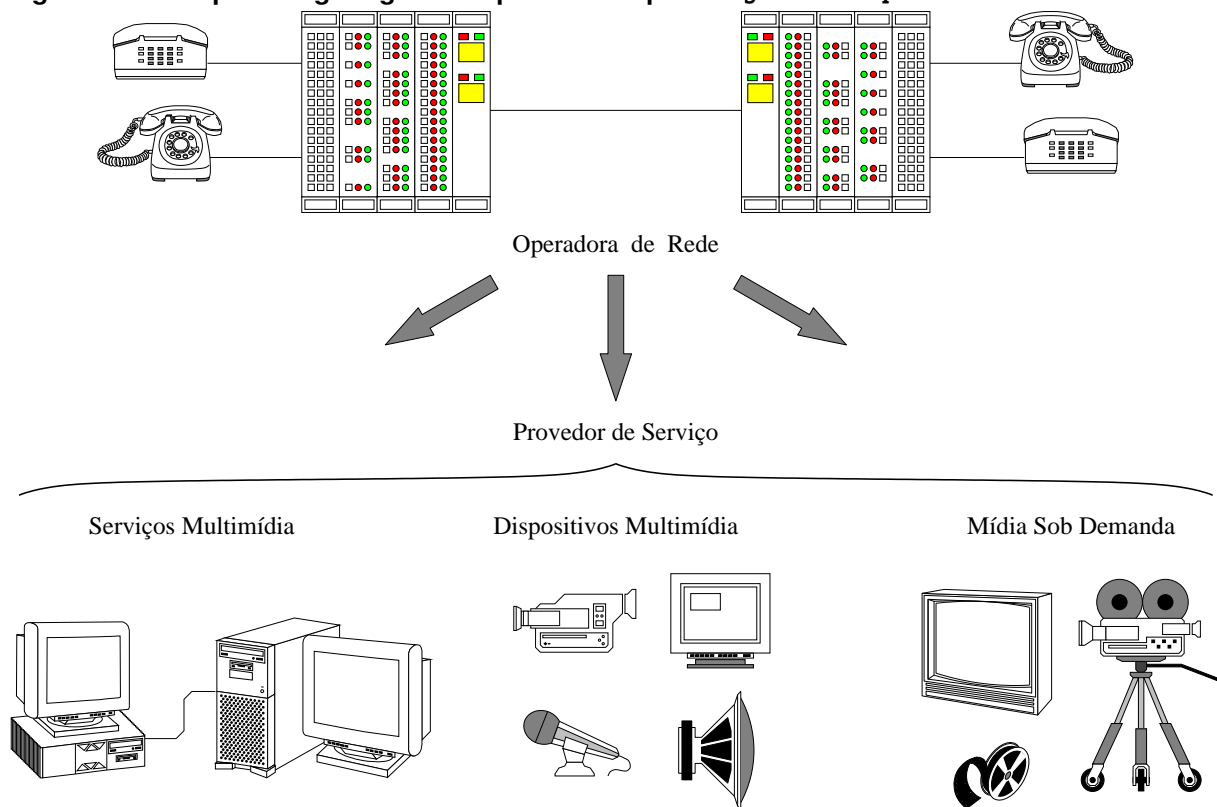 Operadora de Rede
Provedor de Serviço
Serviços Multimídia
Dispositivos Multimídia
Mídia Sob Demanda